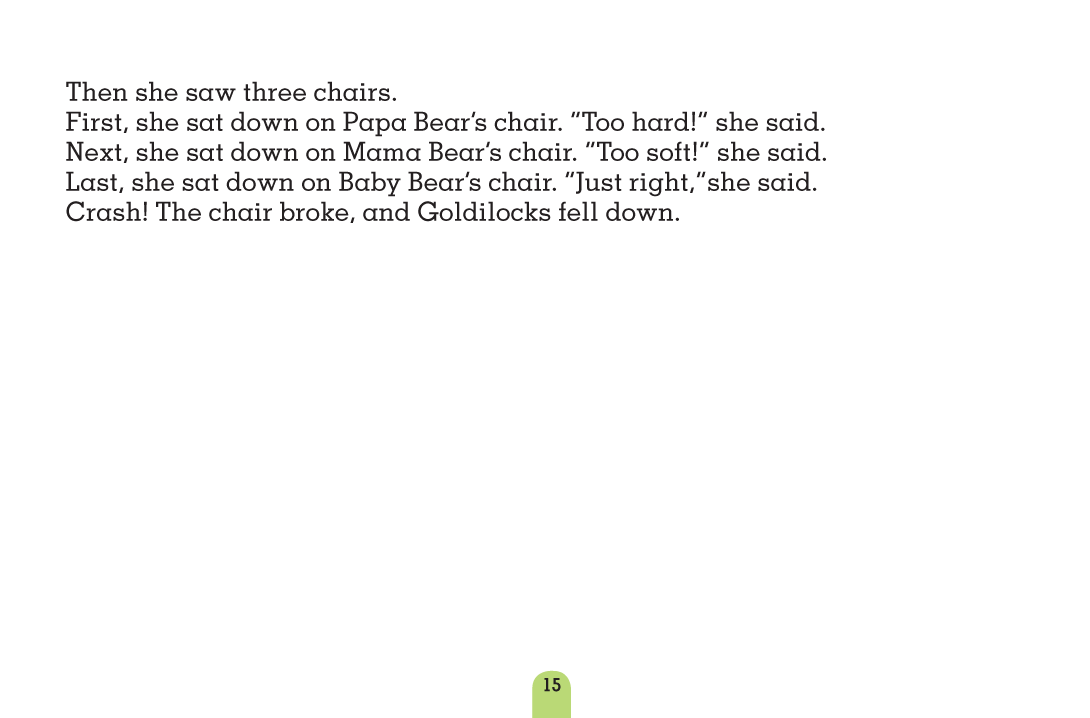 Then she saw three chairs.
First, she sat down on Papa Bear’s chair. “Too hard!” she said.
Next, she sat down on Mama Bear’s chair. “Too soft!” she said.
Last, she sat down on Baby Bear’s chair. “Just right,”she said.
Crash! The chair broke, and Goldilocks fell down.
15